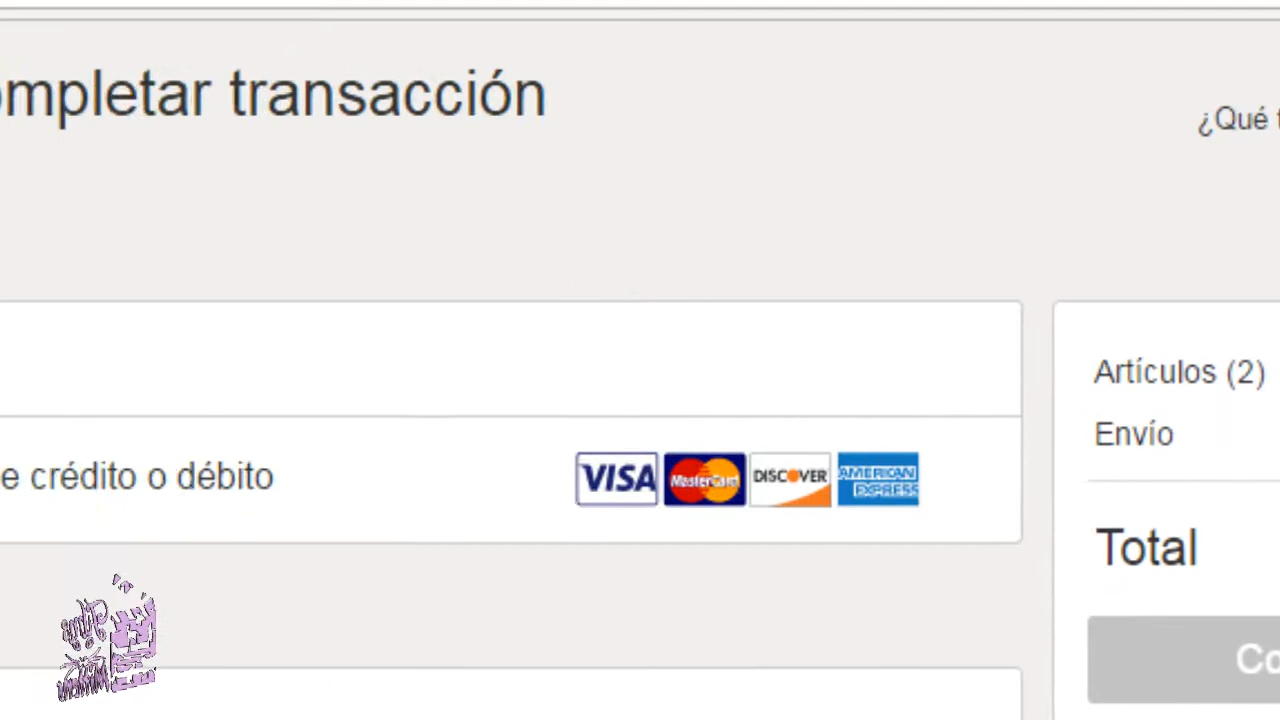 ompletar transacción
¿Qué
e crédito o débito
VISA
MasterCard
DISCOVER
AMERICAN
EXPRESS
Artículos (2)
Envío
Total
Co